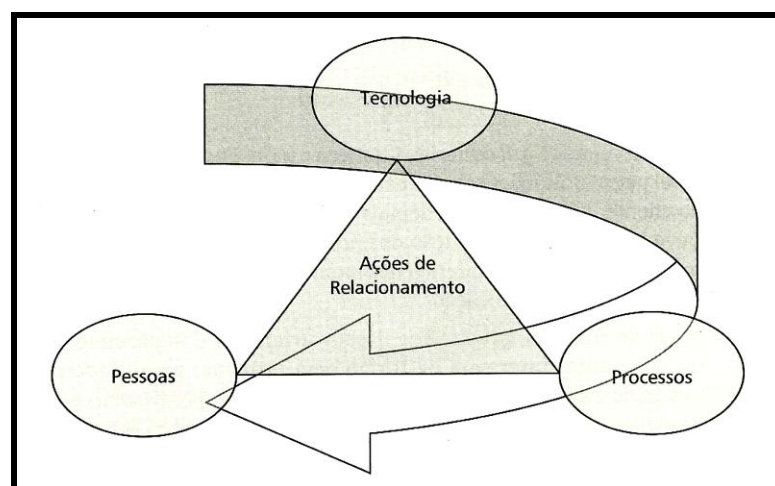 Tecnologia
Ações de
Relacionamento
Pessoas
Processos